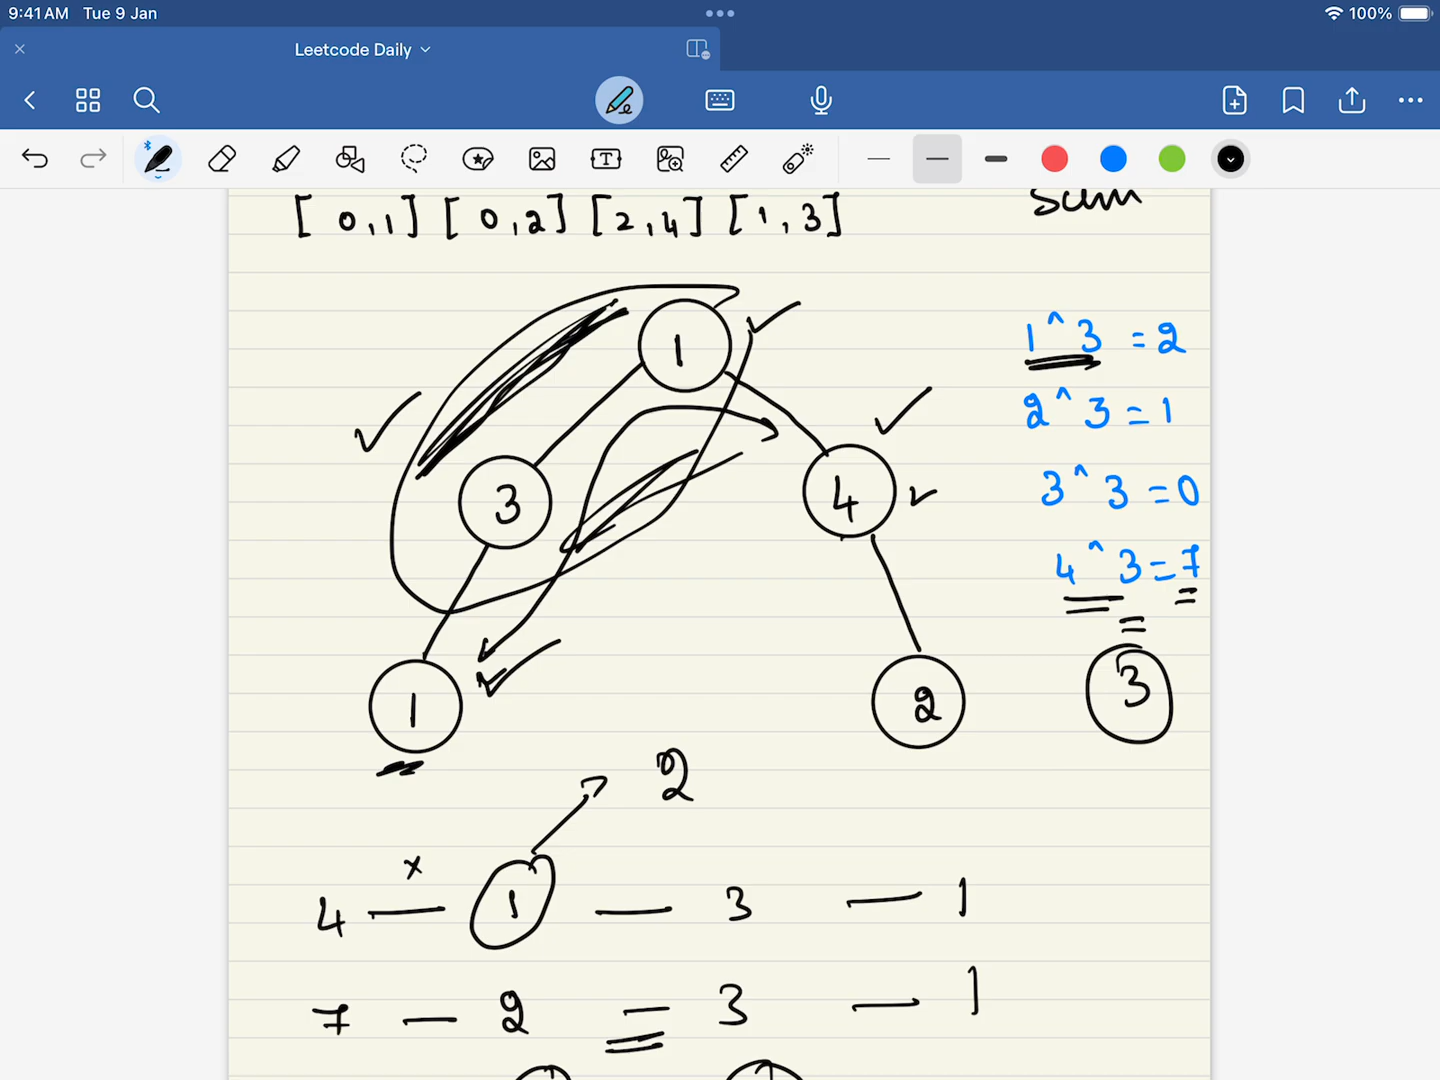 9:41 AM Tue 9 Jan
100%
Leetcode Daily
[ 0,1] [ 0,2] [2,4] [1,3]
Sum
1
1^3 = 2
2^3 = 1
3
4
3^3 = 0
4^3 = 7
3
1
2
2
x
4 — 1 — 3 — 1
7 — 2 = 3 — 1